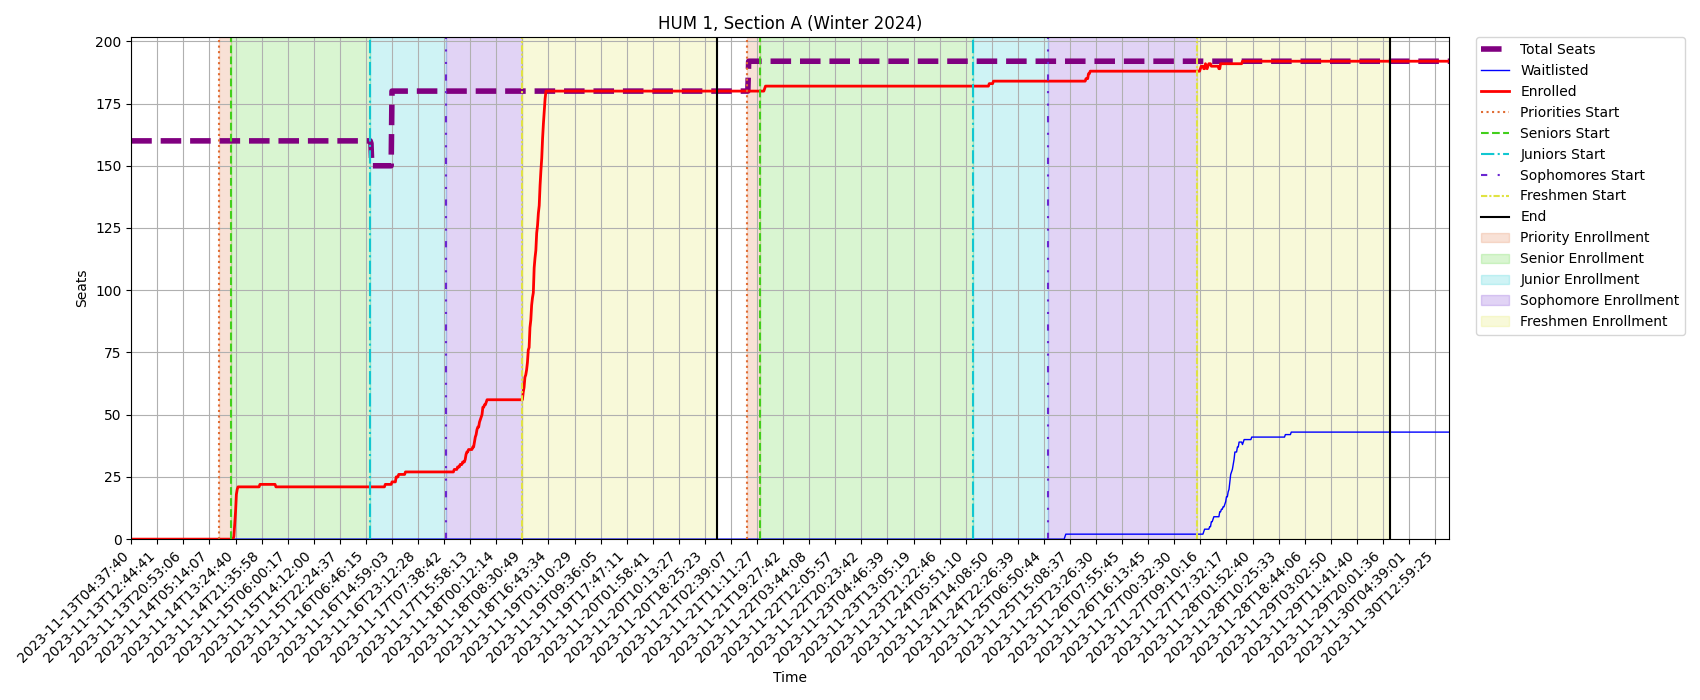 HUM 1, Section A (Winter 2024)
Seats
200
175
150
125
100
75
50
25
0
2023-11-13T04:37:40
2023-11-13T12:44:41
2023-11-13T20:53:06
2023-11-14T05:14:07
2023-11-14T13:24:40
2023-11-14T21:35:58
2023-11-15T06:00:17
2023-11-15T14:12:00
2023-11-15T22:24:37
2023-11-16T06:46:15
2023-11-16T14:59:03
2023-11-16T23:12:28
2023-11-17T07:38:42
2023-11-17T15:58:13
2023-11-18T00:12:14
2023-11-18T08:30:49
2023-11-18T16:43:34
2023-11-19T01:10:29
2023-11-19T09:36:05
2023-11-19T17:47:11
2023-11-20T01:58:41
2023-11-20T10:13:27
2023-11-20T18:25:23
2023-11-21T02:39:07
2023-11-21T11:11:27
2023-11-21T19:27:42
2023-11-22T03:44:08
2023-11-22T12:05:57
2023-11-22T20:23:42
2023-11-23T04:46:39
2023-11-23T13:05:19
2023-11-23T21:22:46
2023-11-24T05:51:10
2023-11-24T14:08:50
2023-11-24T22:26:39
2023-11-25T06:50:44
2023-11-25T15:08:37
2023-11-25T23:26:30
2023-11-26T07:55:45
2023-11-26T16:13:45
2023-11-27T00:32:30
2023-11-27T09:10:16
2023-11-27T17:32:17
2023-11-28T01:52:40
2023-11-28T10:25:33
2023-11-28T18:44:06
2023-11-29T03:02:50
2023-11-29T11:41:40
2023-11-29T20:01:36
2023-11-30T04:39:01
2023-11-30T12:59:25
Time
Total Seats
Waitlisted
Enrolled
Priorities Start
Seniors Start
Juniors Start
Sophomores Start
Freshmen Start
End
Priority Enrollment
Senior Enrollment
Junior Enrollment
Sophomore Enrollment
Freshmen Enrollment